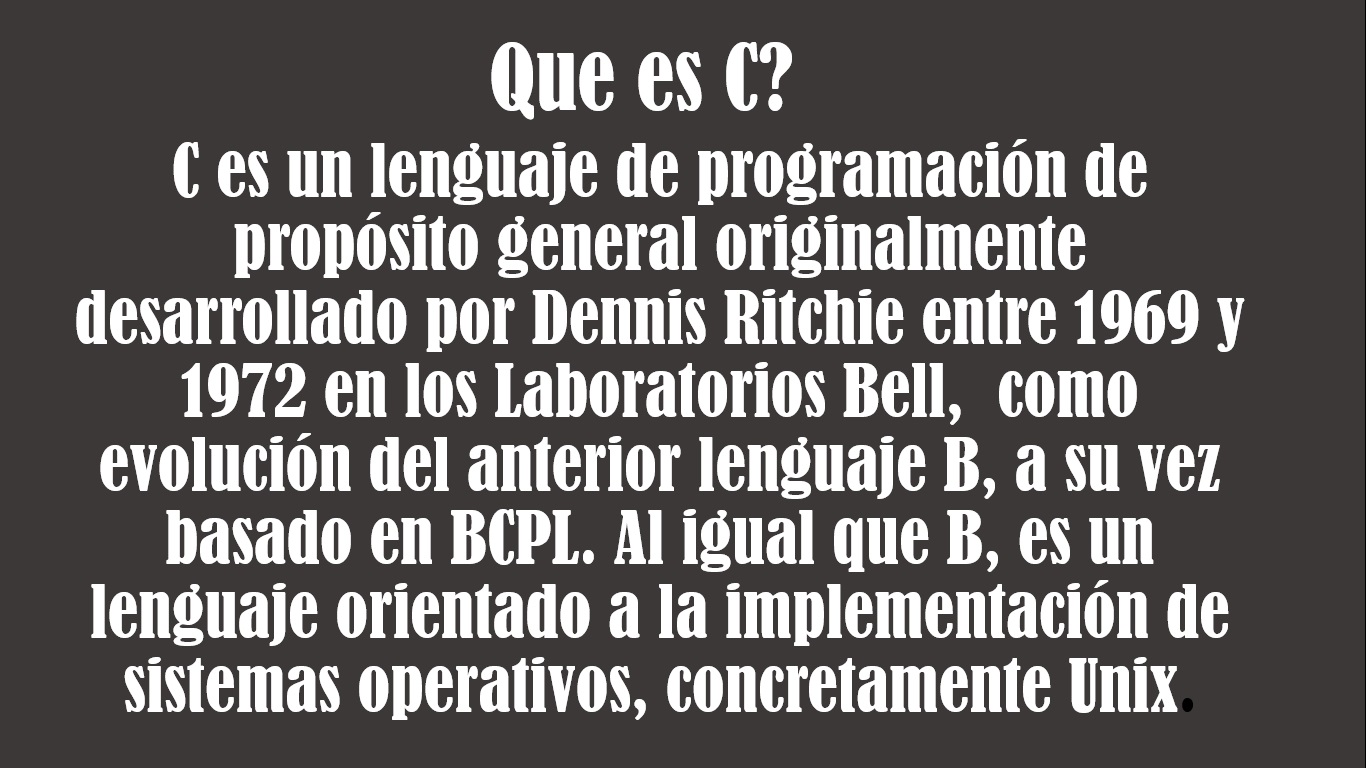 Que es C?
C es un lenguaje de programación de
propósito general originalmente
desarrollado por Dennis Ritchie entre 1969 y
1972 en los Laboratorios Bell,  como
evolución del anterior lenguaje B, a su vez
basado en BCPL. Al igual que B, es un
lenguaje orientado a la implementación de
sistemas operativos, concretamente Unix.